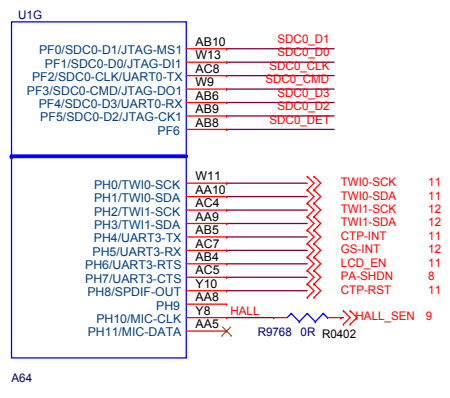 U1G
PF0/SDC0-D1/JTAG-MS1 AB10 SDC0_D1
PF1/SDC0-D0/JTAG-DI1 W13 SDC0_D0
PF2/SDC0-CLK/UART0-TX AC8 SDC0_CLK
PF3/SDC0-CMD/JTAG-DO1 W9 SDC0_CMD
PF4/SDC0-D3/UART0-RX AB6 SDC0_D3
PF5/SDC0-D2/JTAG-CK1 AB9 SDC0_D2
PF6 AB8 SDC0_DET
PH0/TWI0-SCK W11 TWI0-SCK 11
PH1/TWI0-SDA AA10 TWI0-SDA 11
PH2/TWI1-SCK AC4 TWI1-SCK 12
PH3/TWI1-SDA AA9 TWI1-SDA 12
PH4/UART3-TX AB5 CTP-INT 11
PH5/UART3-RX AC7 GS-INT 12
PH6/UART3-RTS AB4 LCD_EN 11
PH7/UART3-CTS AC5 PA-SHDN 8
PH8/SPDIF-OUT Y10 CTP-RST 11
PH9 AA8
PH10/MIC-CLK Y8 HALL HALL_SEN 9
PH11/MIC-DATA AA5 R9768 0R R0402
A64